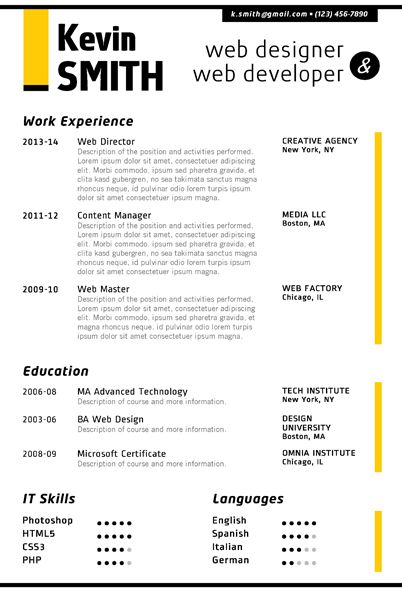 k.smith@gmail.com • (123) 456-7890
Kevin
SMITH
web designer
web developer &
Work Experience
2013-14 Web Director CREATIVE AGENCY
Description of the position and activities performed. New York, NY
Lorem ipsum dolor sit amet, consectetuer adipiscing
elit. Morbi commodo, ipsum sed pharetra gravida, et
clita kasd gubergren, no sea takimata sanctus magna
rhoncus neque, id pulvinar odio lorem turpis ipsum
dolor sit amet, consectetuer ipsum magna.
2011-12 Content Manager MEDIA LLC
Description of the position and activities performed. Boston, MA
Lorem ipsum dolor sit amet, consectetuer adipiscing
elit. Morbi commodo, ipsum sed pharetra gravida, et
clita kasd gubergren, no sea takimata sanctus magna
rhoncus neque, id pulvinar odio turpis lorem ipsum
dolor sit amet, consectetuer ipsum magna.
2009-10 Web Master WEB FACTORY
Description of the position and activities performed. Chicago, IL
Lorem ipsum dolor sit amet, consectetuer adipiscing
elit. Morbi commodo, ipsum sed pharetra gravida, et
magna rhoncus neque, id pulvinar odio lorem turpis
ipsum dolor sit amet, consectetuer ipsum magna.
Education
2006-08 MA Advanced Technology TECH INSTITUTE
Description of course and more information. New York, NY
2003-06 BA Web Design DESIGN
Description of course and more information. UNIVERSITY
Boston, MA
2008-09 Microsoft Certificate OMNIA INSTITUTE
Description of course and more information. Chicago, IL
IT Skills Languages
Photoshop English
HTML5 Spanish
CSS3 Italian
PHP German